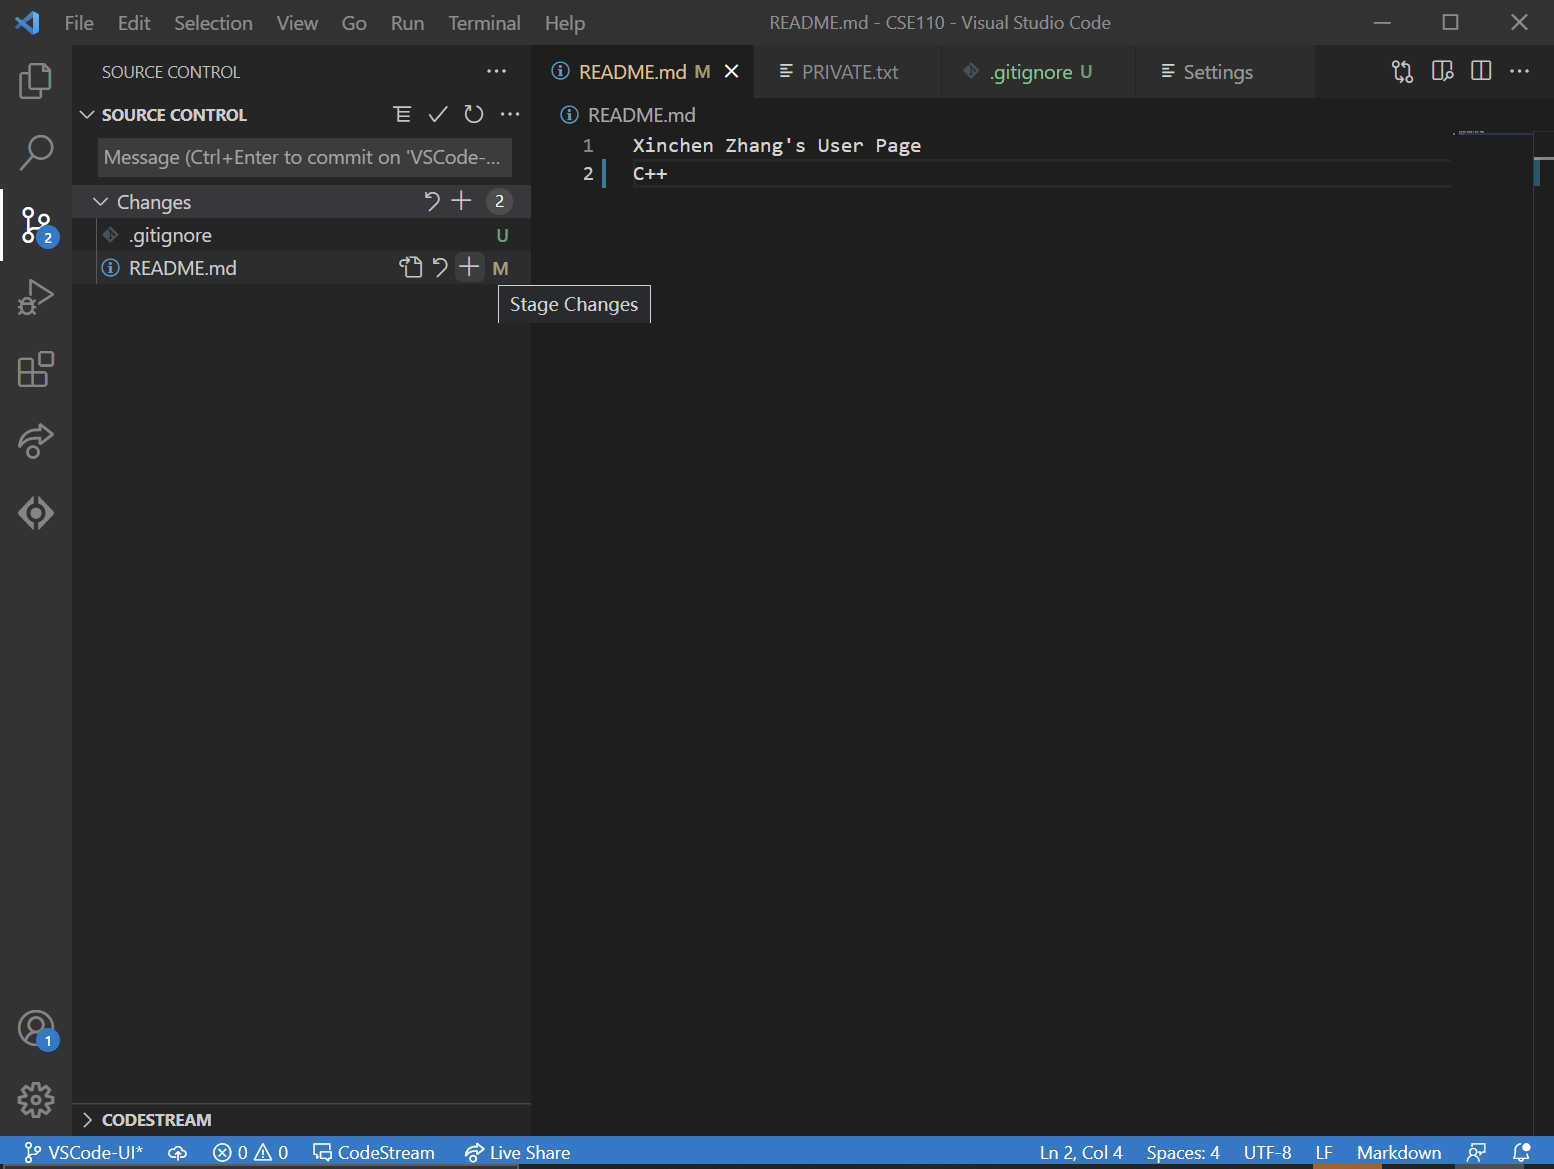 File Edit Selection View Go Run Terminal Help README.md - CSE110 - Visual Studio Code
SOURCE CONTROL
README.md M
PRIVATE.txt
.gitignore U
Settings
SOURCE CONTROL
Message (Ctrl+Enter to commit on 'VSCode-...
Changes 2
.gitignore U
README.md M
Stage Changes
2
README.md
1 Xinchen Zhang's User Page
2 C++
1
CODESTREAM
VSCode-UI* 0 0 CodeStream Live Share Ln 2, Col 4 Spaces: 4 UTF-8 LF Markdown